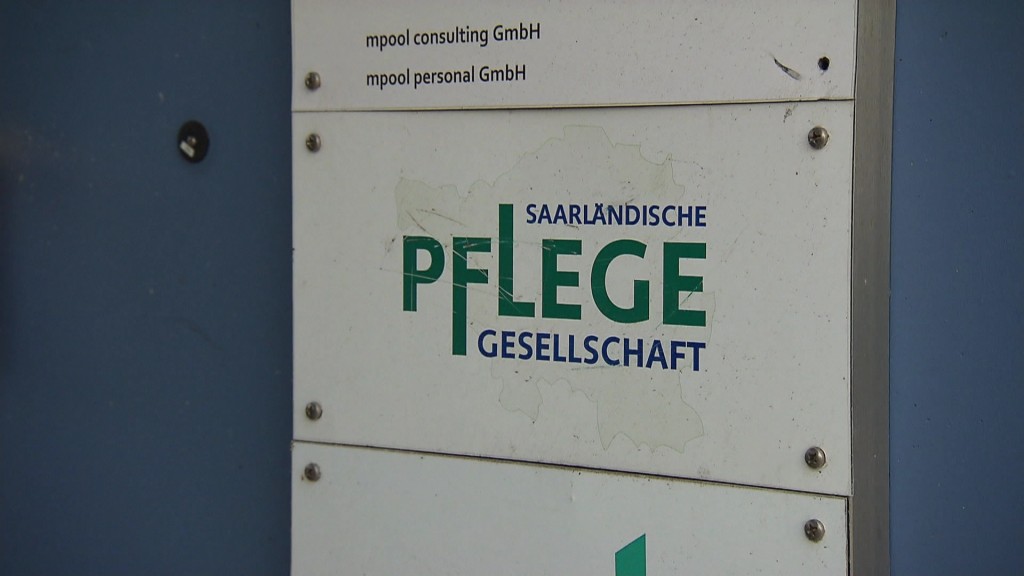 mpool consulting GmbH
mpool personal GmbH
SAARLÄNDISCHE
PFLEGE
GESELLSCHAFT